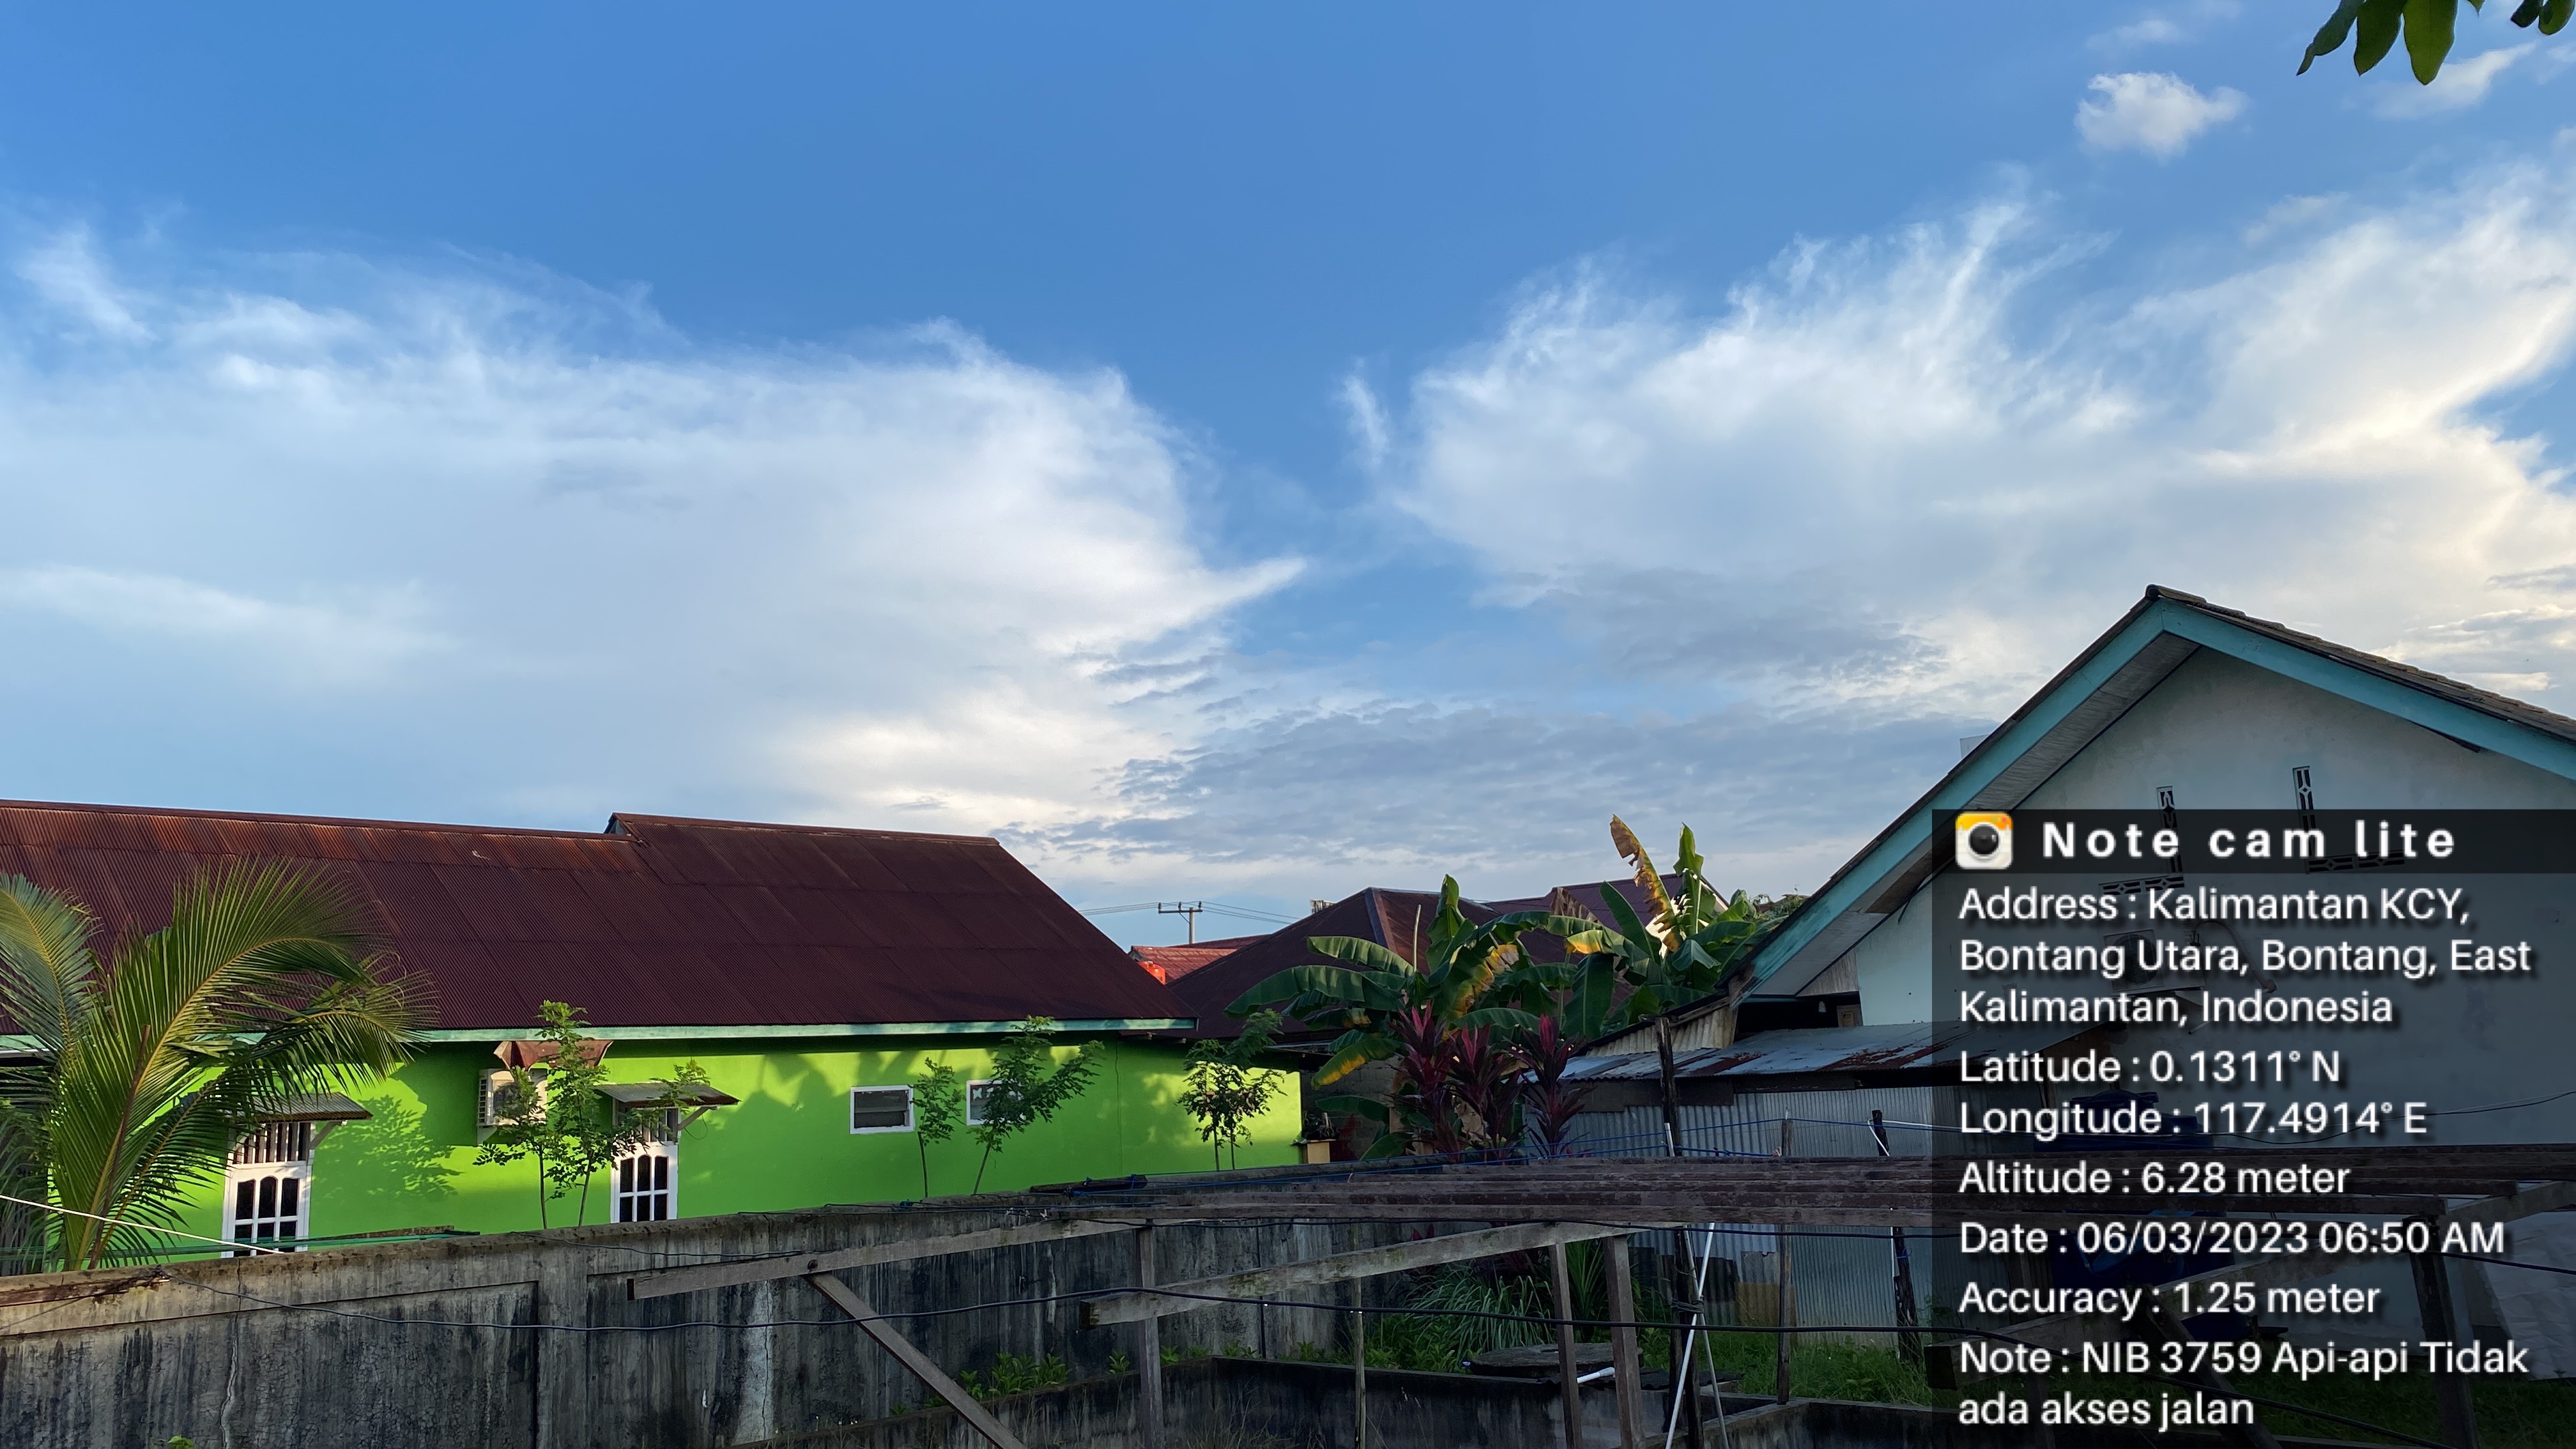 Note cam lite
Address : Kalimantan KCY,
Bontang Utara, Bontang, East
Kalimantan, Indonesia
Latitude : 0.1311° N
Longitude : 117.4914° E
Altitude : 6.28 meter
Date : 06/03/2023 06:50 AM
Accuracy : 1.25 meter
Note : NIB 3759 Api-api Tidak
ada akses jalan